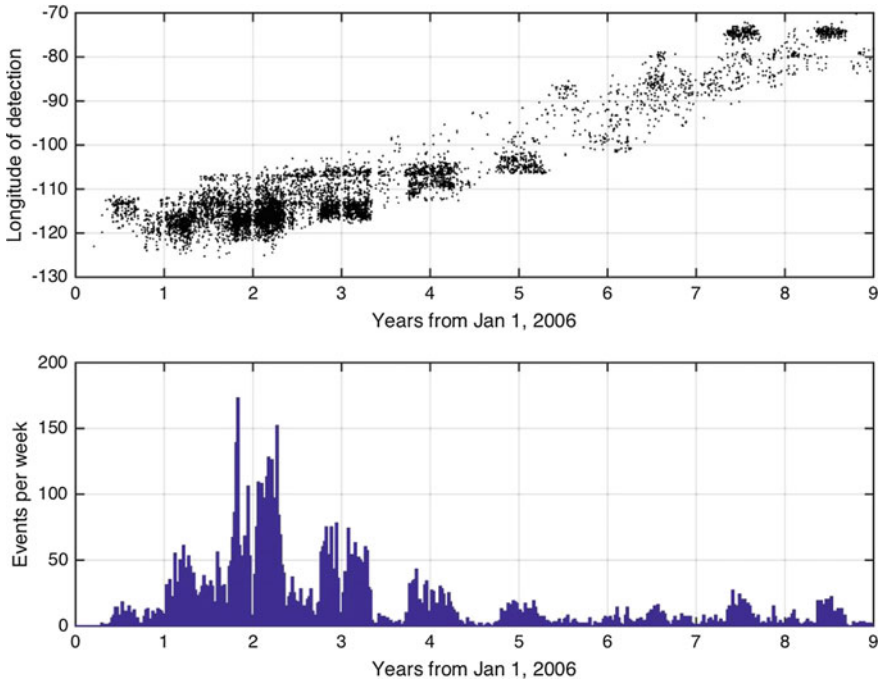 -70
-80
-90
-100
-110
-120
-130
Longitude of detection
0 1 2 3 4 5 6 7 8 9
Years from Jan 1, 2006
200
150
100
50
0
Events per week
0 1 2 3 4 5 6 7 8 9
Years from Jan 1, 2006